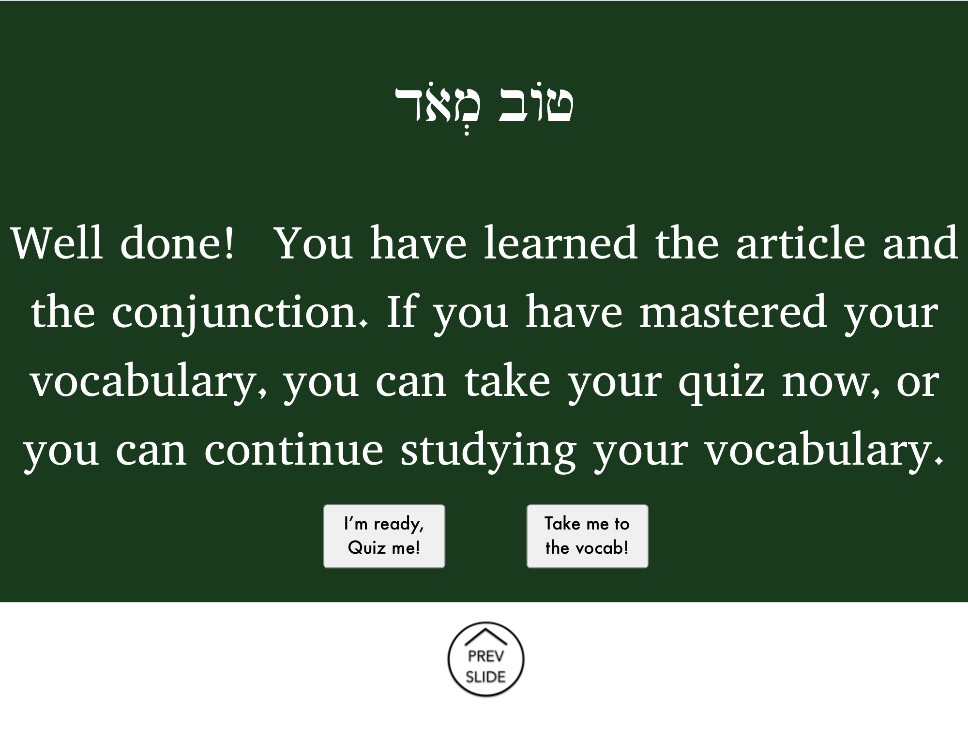 טוֹב מְאֹד
Well done!  You have learned the article and
the conjunction. If you have mastered your
vocabulary, you can take your quiz now, or
you can continue studying your vocabulary.
I’m ready,
Quiz me!
Take me to
the vocab!
PREV
SLIDE